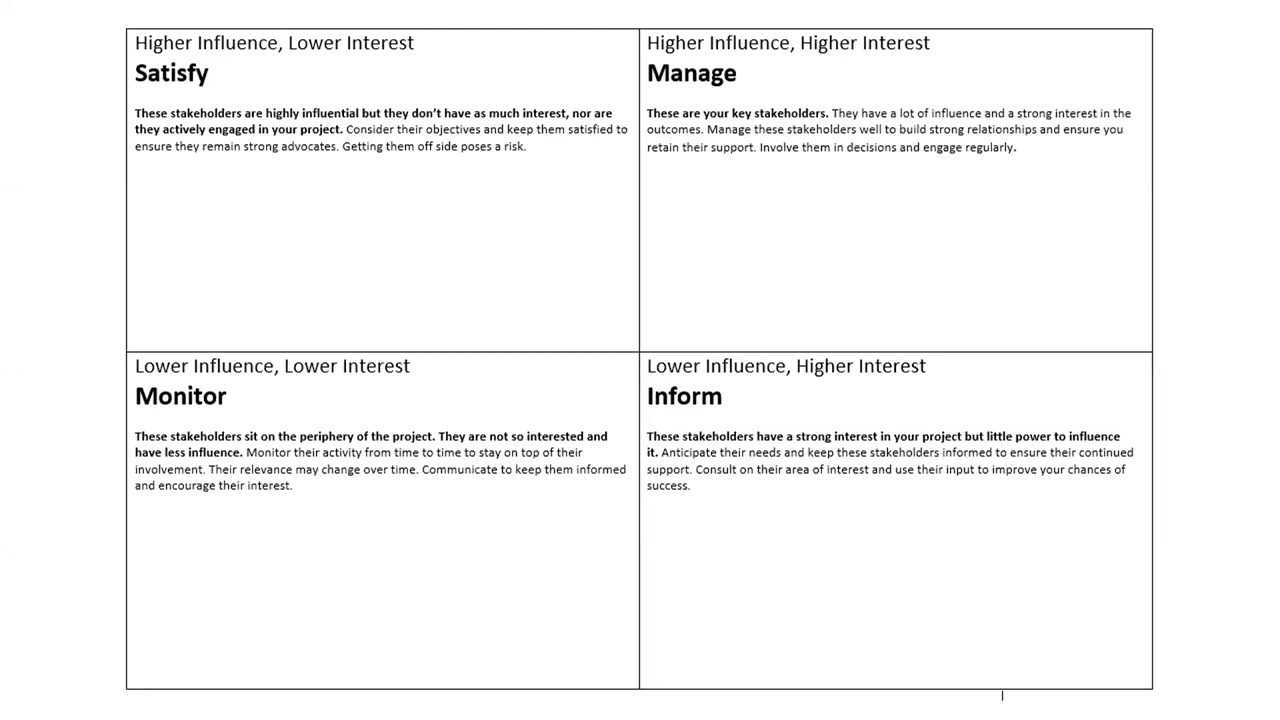 Higher Influence, Lower Interest
Satisfy
These stakeholders are highly influential but they don’t have as much interest, nor are
they actively engaged in your project. Consider their objectives and keep them satisfied to
ensure they remain strong advocates. Getting them off side poses a risk.
Higher Influence, Higher Interest
Manage
These are your key stakeholders. They have a lot of influence and a strong interest in the
outcomes. Manage these stakeholders well to build strong relationships and ensure you
retain their support. Involve them in decisions and engage regularly.
Lower Influence, Lower Interest
Monitor
These stakeholders sit on the periphery of the project. They are not so interested and
have less influence. Monitor their activity from time to time to stay on top of their
involvement. Their relevance may change over time. Communicate to keep them informed
and encourage their interest.
Lower Influence, Higher Interest
Inform
These stakeholders have a strong interest in your project but little power to influence
it. Anticipate their needs and keep these stakeholders informed to ensure their continued
support. Consult on their area of interest and use their input to improve your chances of
success.